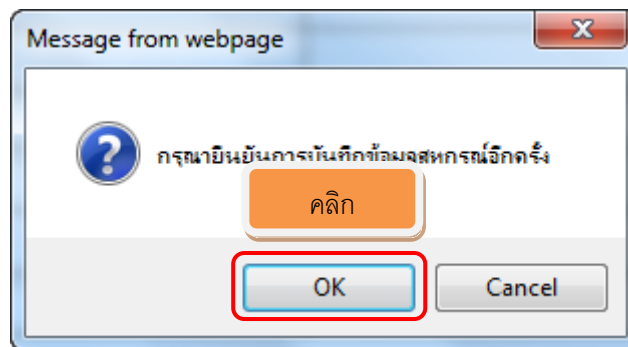 Message from webpage
กรุณายืนยันการบันทึกข้อมูลสหกรณ์อีกครั้ง
คลิก
OK
Cancel